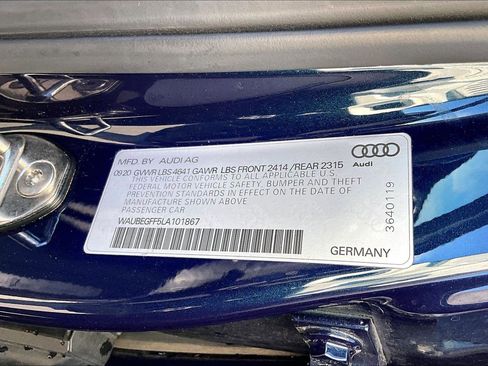 MFD. BY AUDI AG
0920 GVWR LBS 4641 GAWR LBS FRONT 2414 /REAR 2315
THIS VEHICLE CONFORMS TO ALL APPLICABLE U.S.
FEDERAL MOTOR VEHICLE SAFETY, BUMPER AND THEFT
PREVENTION STANDARDS IN EFFECT ON THE DATE OF
MANUFACTURE SHOWN ABOVE
PASSENGER CAR
WAUBEGFF5LA101867
Audi
3640119
GERMANY